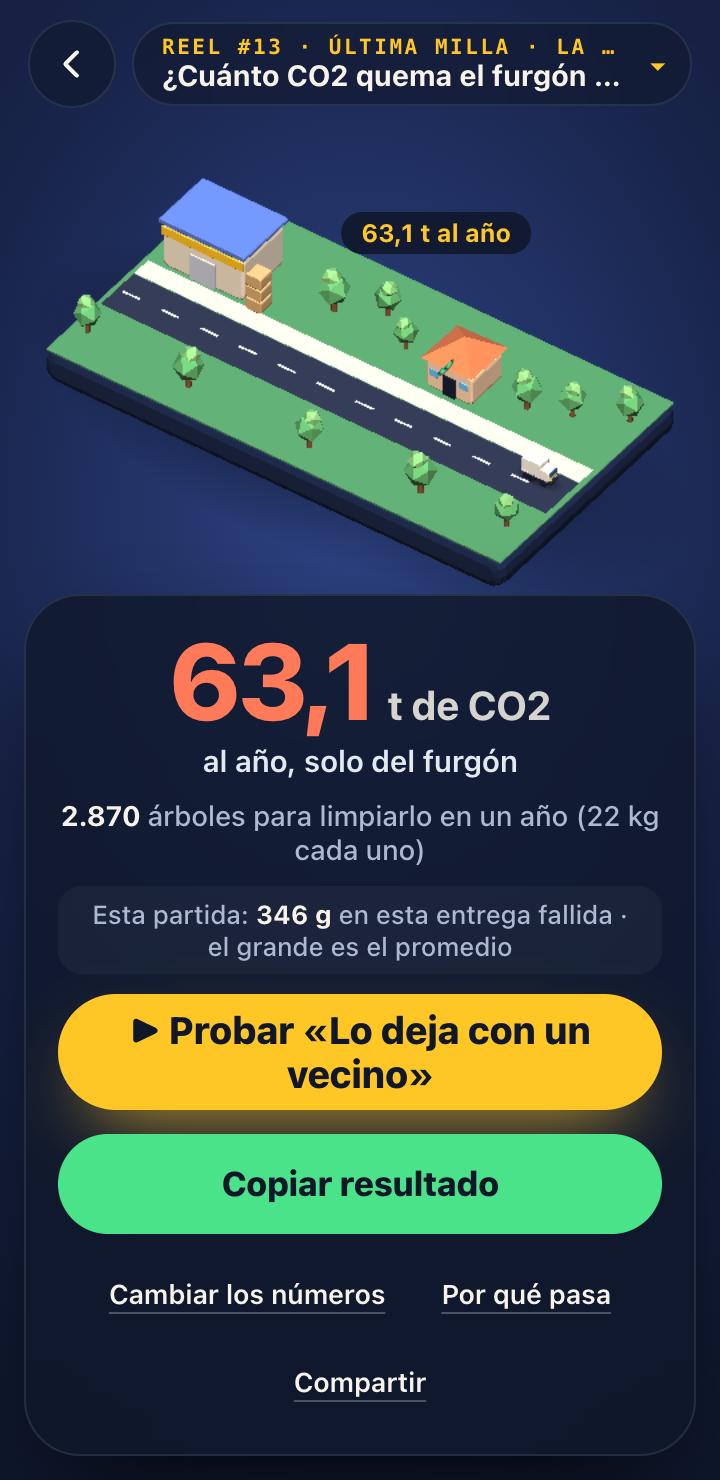 REEL #13 · ÚLTIMA MILLA · LA …
¿Cuánto CO2 quema el furgón ...
63,1 t al año
63,1 t de CO2
al año, solo del furgón
2.870 árboles para limpiarlo en un año (22 kg
cada uno)
Esta partida: 346 g en esta entrega fallida ·
el grande es el promedio
Probar «Lo deja con un
vecino»
Copiar resultado
Cambiar los números
Por qué pasa
Compartir